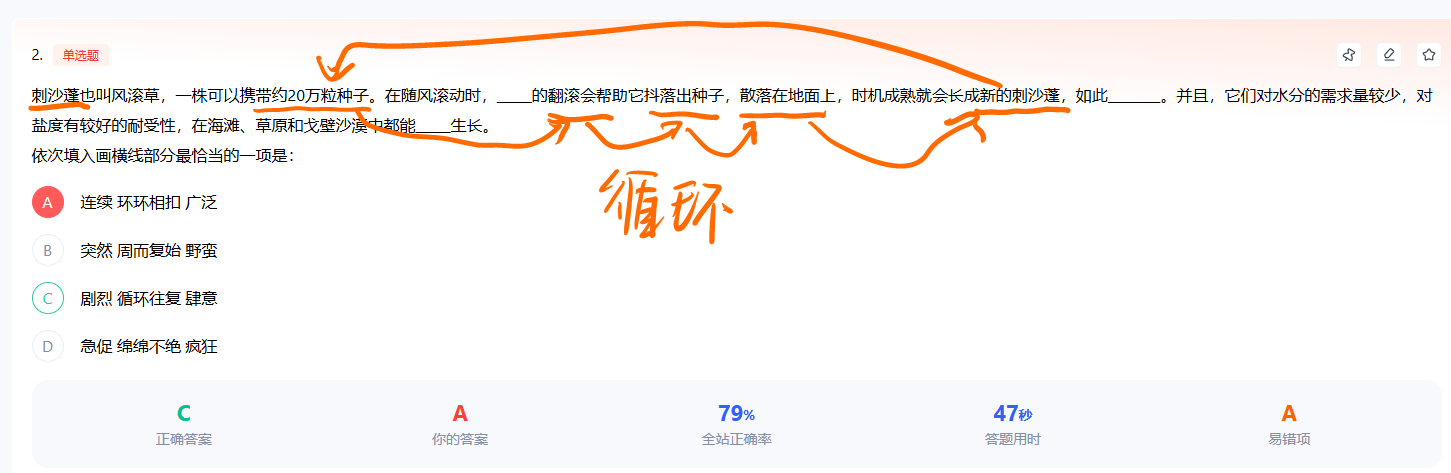 2. 单选题
刺沙蓬也叫风滚草，一株可以携带约20万粒种子。在随风滚动时，_____的翻滚会帮助它抖落出种子，散落在地面上，时机成熟就会长成新的刺沙蓬，如此_______。并且，它们对水分的需求量较少，对
盐度有较好的耐受性，在海滩、草原和戈壁沙漠中都能_____生长。
依次填入画横线部分最恰当的一项是：
循环
A 连续 环环相扣 广泛
B 突然 周而复始 野蛮
C 剧烈 循环往复 肆意
D 急促 绵绵不绝 疯狂
C A 79% 47秒 A
正确答案 你的答案 全站正确率 答题用时 易错项